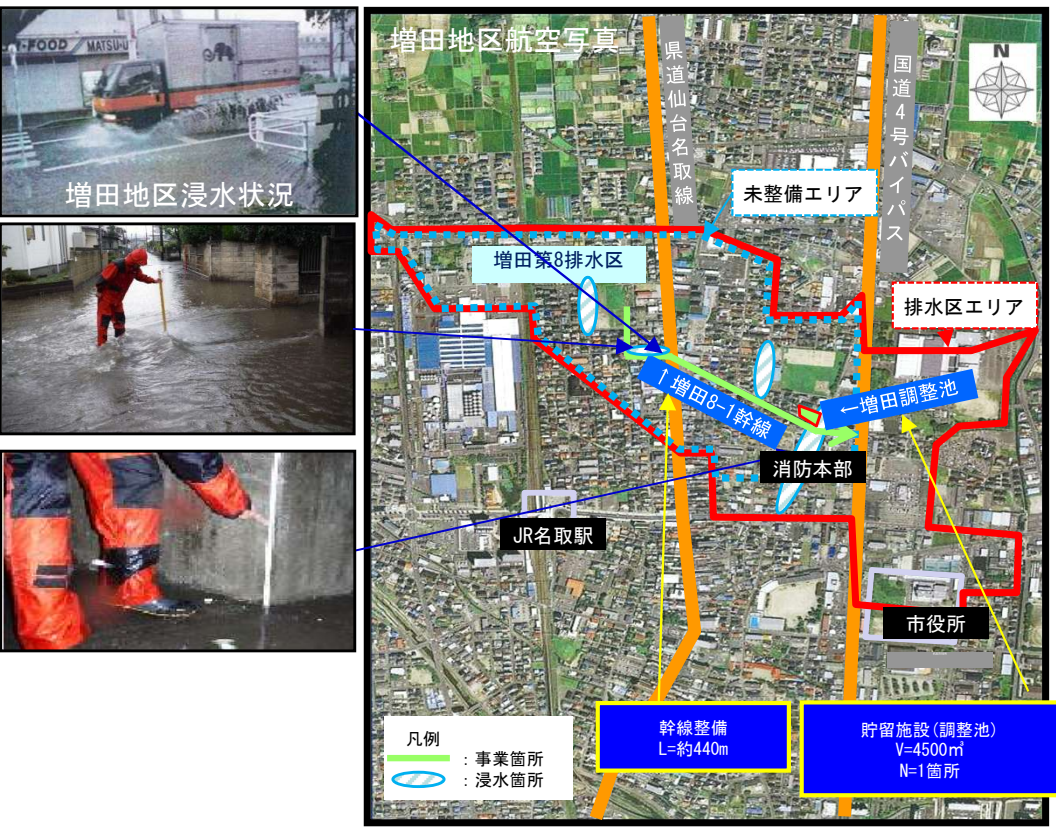 -FOOD MATSU
増田地区浸水状況
増田地区航空写真
県道仙台名取線
国道4号バイパス
N
未整備エリア
増田第8排水区
排水区エリア
↑増田8-1幹線
←増田調整池
消防本部
JR名取駅
市役所
幹線整備
L=約440m
貯留施設(調整池)
V=4500㎥
N=1箇所
凡例
：事業箇所
：浸水箇所